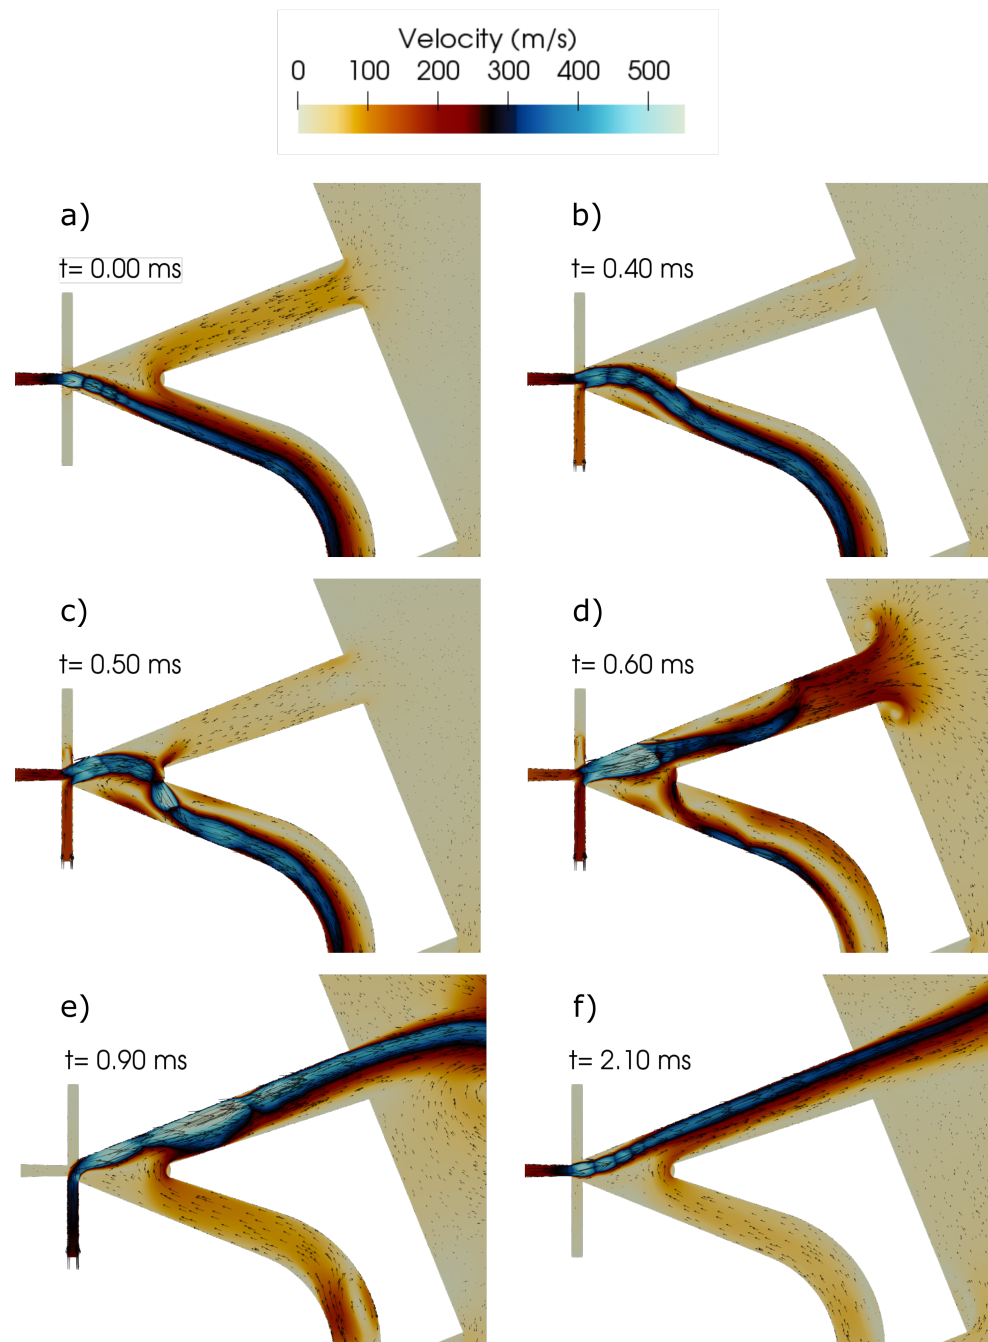 Velocity (m/s)
0 100 200 300 400 500
a)
t= 0.00 ms
b)
t= 0.40 ms
c)
t= 0.50 ms
d)
t= 0.60 ms
e)
t= 0.90 ms
f)
t= 2.10 ms